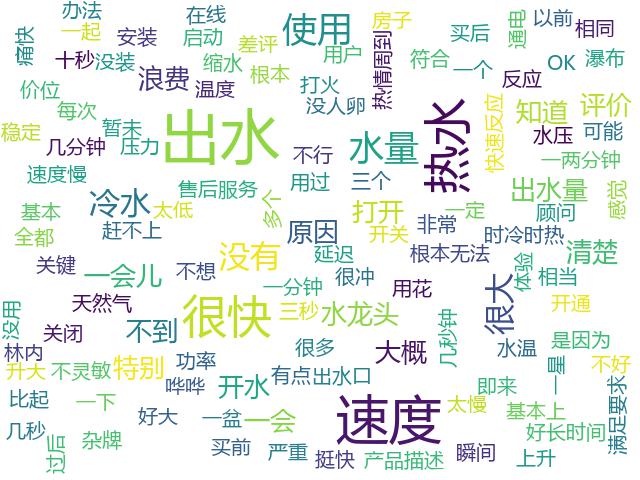 办法
在线
房子
买后
以前
通电
相同
痛快
一起
安装
启动
差评
使用
用户
热情周到
符合
OK
瀑布
十秒
没装
缩水
根本
一个
反应
价位
浪费
温度
打火
没人卵
知道
评价
每次
出水
热水
快速反应
稳定
暂未
水压
可能
几分钟
压力
不行
水量
一两分钟
速度慢
售后服务
用过
三个
出水量
感觉
冷水
太低
多个
打开
一定
顾问
基本
全都
赶不上
原因
开关
非常
时冷时热
清楚
关键
一会儿
不想
没有
延迟
根本无法
体验
相当
很冲
一分钟
用花
很大
天然气
很快
三秒
水龙头
开通
没用
关闭
不到
几秒钟
是因为
林内
很多
大概
水温
升大
不灵敏
特别
功率
哗哗
开水
有点
出水口
一星
不好
比起
一下
即来
太慢
速度
基本上
满足要求
好大
一盆
一会
好长时间
几秒
杂牌
过后
买前
严重
挺快
产品描述
瞬间
上升